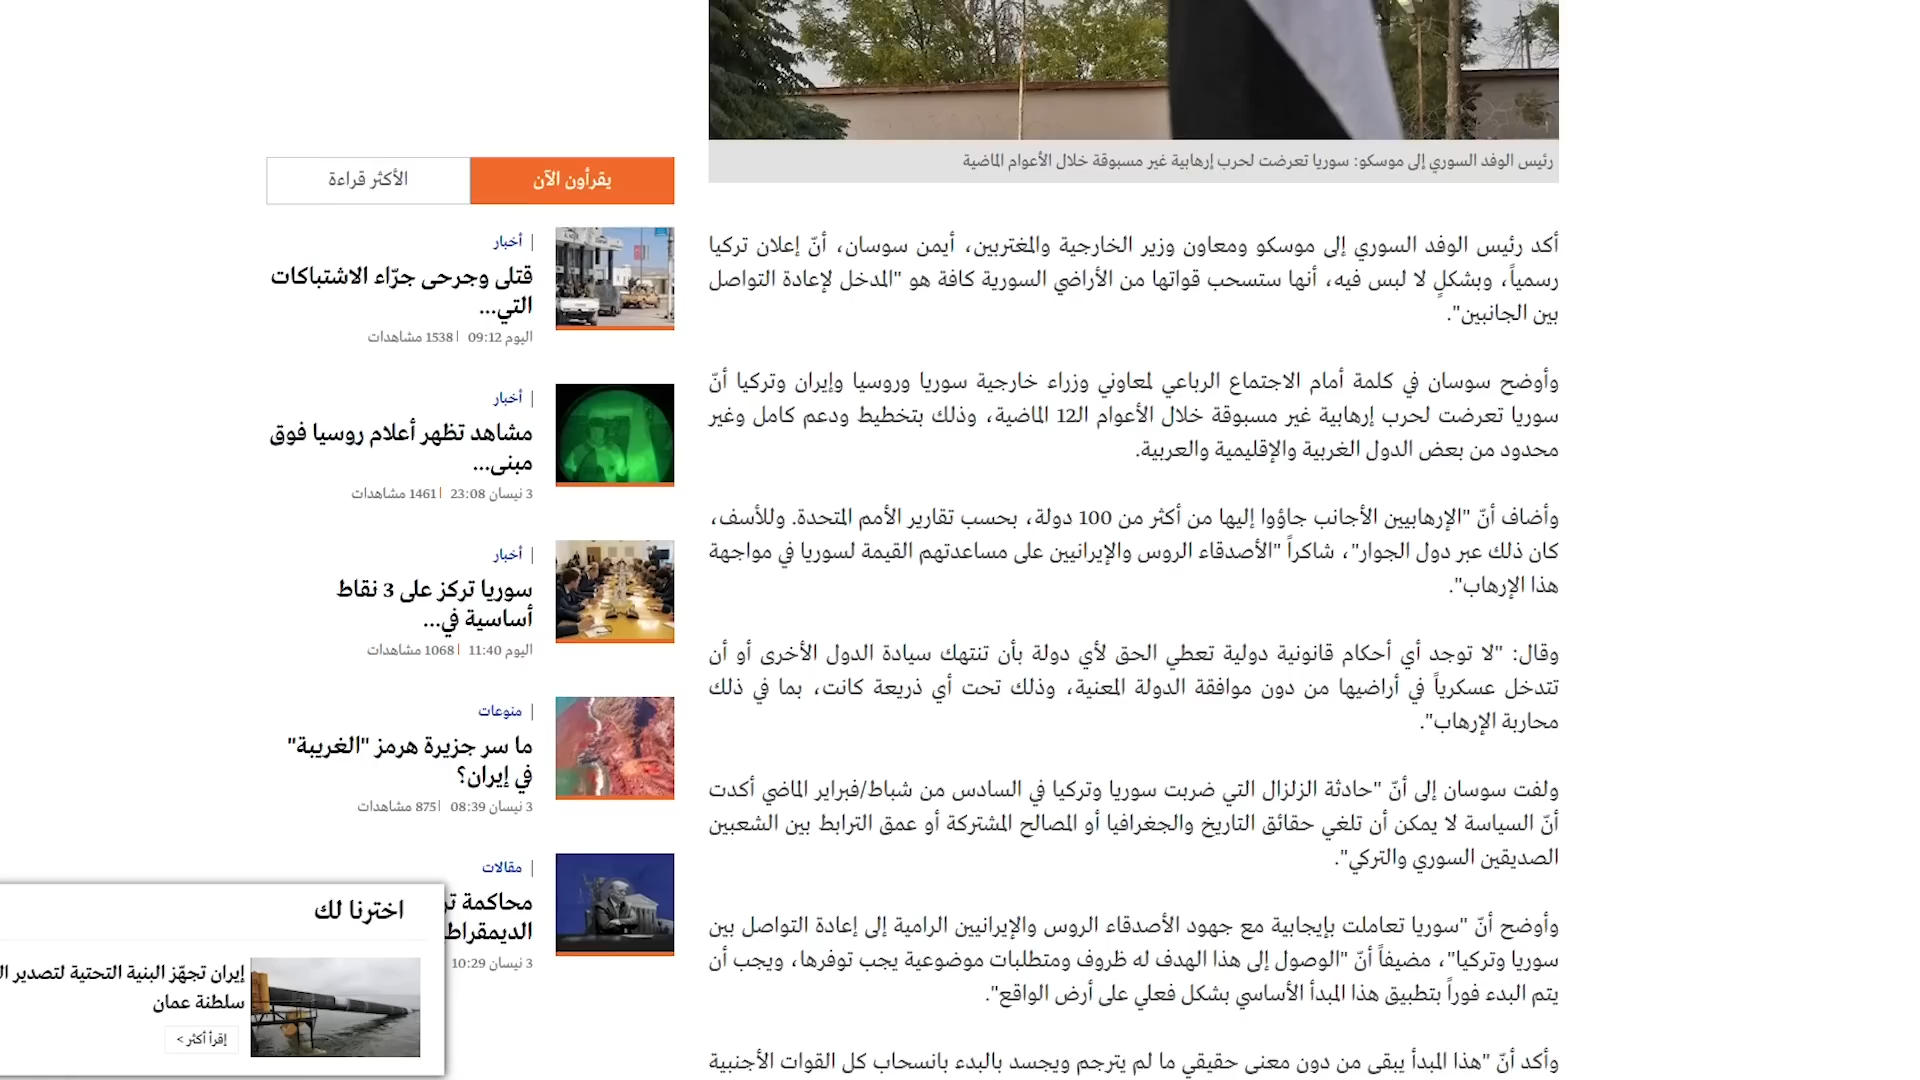 رئيس الوفد السوري إلى موسكو: سوريا تعرضت لحرب إرهابية غير مسبوقة خلال الأعوام الماضية
أكد رئيس الوفد السوري إلى موسكو ومعاون وزير الخارجية والمغتربين، أيمن سوسان، أنّ إعلان تركيا
رسمياً، وبشكلٍ لا لبس فيه، أنها ستسحب قواتها من الأراضي السورية كافة هو "المدخل لإعادة التواصل
بين الجانبين".
وأوضح سوسان في كلمة أمام الاجتماع الرباعي لمعاوني وزراء خارجية سوريا وروسيا وإيران وتركيا أنّ
سوريا تعرضت لحرب إرهابية غير مسبوقة خلال الأعوام الـ12 الماضية، وذلك بتخطيط ودعم كامل وغير
محدود من بعض الدول الغربية والإقليمية والعربية.
وأضاف أنّ "الإرهابيين الأجانب جاؤوا إليها من أكثر من 100 دولة، بحسب تقارير الأمم المتحدة. وللأسف،
كان ذلك عبر دول الجوار"، شاكراً "الأصدقاء الروس والإيرانيين على مساعدتهم القيمة لسوريا في مواجهة
هذا الإرهاب".
وقال: "لا توجد أي أحكام قانونية دولية تعطي الحق لأي دولة بأن تنتهك سيادة الدول الأخرى أو أن
تتدخل عسكرياً في أراضيها من دون موافقة الدولة المعنية، وذلك تحت أي ذريعة كانت، بما في ذلك
محاربة الإرهاب".
ولفت سوسان إلى أنّ "حادثة الزلزال التي ضربت سوريا وتركيا في السادس من شباط/فبراير الماضي أكدت
أنّ السياسة لا يمكن أن تلغي حقائق التاريخ والجغرافيا أو المصالح المشتركة أو عمق الترابط بين الشعبين
الصديقين السوري والتركي".
وأوضح أنّ "سوريا تعاملت بإيجابية مع جهود الأصدقاء الروس والإيرانيين الرامية إلى إعادة التواصل بين
سوريا وتركيا"، مضيفاً أنّ "الوصول إلى هذا الهدف له ظروف ومتطلبات موضوعية يجب توفرها، ويجب أن
يتم البدء فوراً بتطبيق هذا المبدأ الأساسي بشكل فعلي على أرض الواقع".
وأكد أنّ "هذا المبدأ يبقى من دون معنى حقيقي ما لم يترجم ويجسد بالبدء بانسحاب كل القوات الأجنبية
يقرأون الآن
الأكثر قراءة
أخبار
قتلى وجرحى جرّاء الاشتباكات
التي...
اليوم 09:12 | 1538 مشاهدات
أخبار
مشاهد تظهر أعلام روسيا فوق
مبنى...
3 نيسان 23:08 | 1461 مشاهدات
أخبار
سوريا تركز على 3 نقاط
أساسية في...
اليوم 11:40 | 1068 مشاهدات
منوعات
ما سر جزيرة هرمز "الغريبة"
في إيران؟
3 نيسان 08:39 | 875 مشاهدات
مقالات
محاكمة
3 نيسان 10:29
اخترنا لك
إيران تجهّز البنية التحتية لتصدير
سلطنة عمان
إقرأ أكثر >